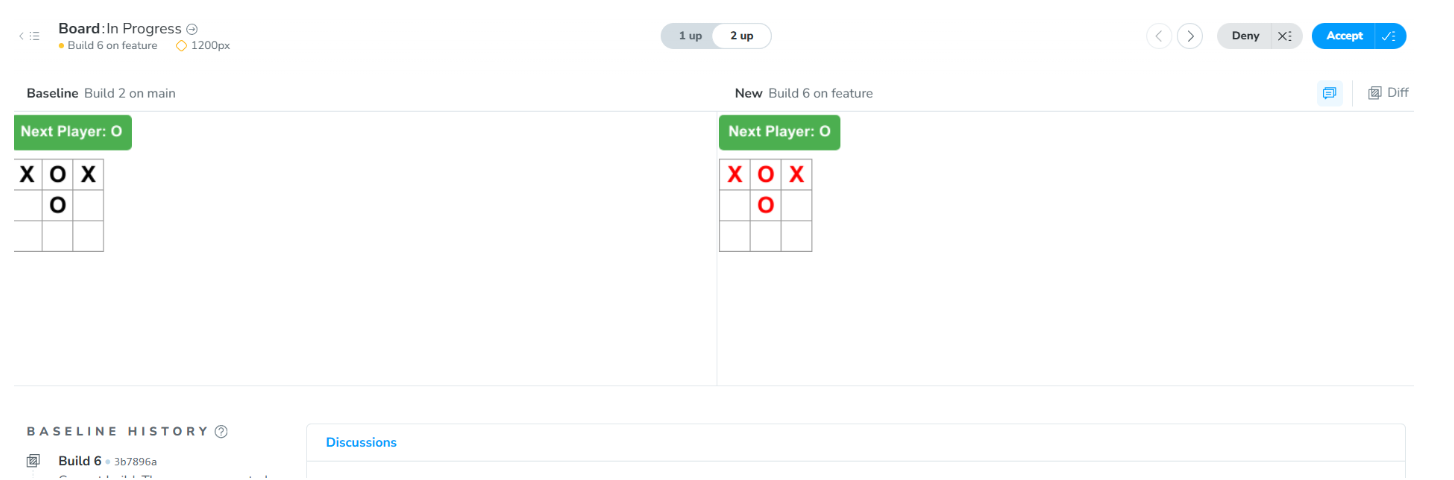 Board: In Progress
Build 6 on feature 1200px
1 up 2 up
Deny
Accept
Baseline Build 2 on main
New Build 6 on feature
Diff
Next Player: O
X O X
O
Next Player: O
X O X
O
BASELINE HISTORY
Build 6 3b7896a
Discussions